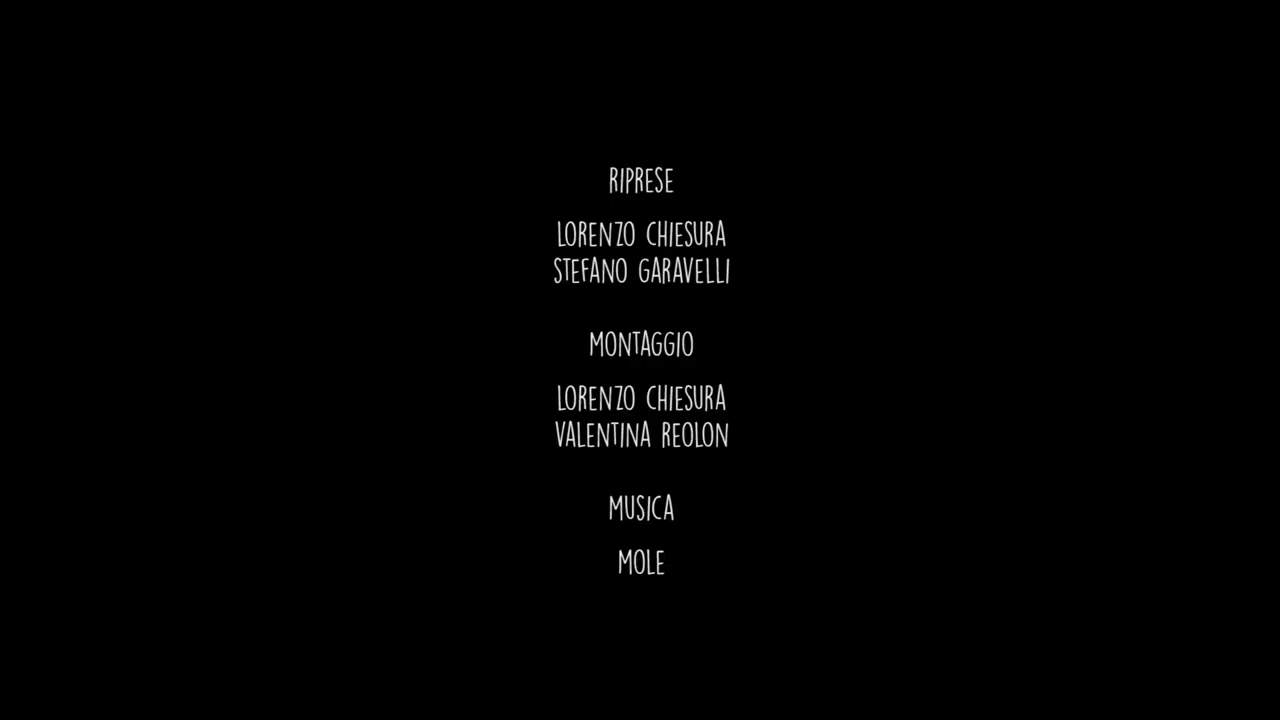 RIPRESE
LORENZO CHIESURA
STEFANO GARAVELLI
MONTAGGIO
LORENZO CHIESURA
VALENTINA REOLON
MUSICA
MOLE